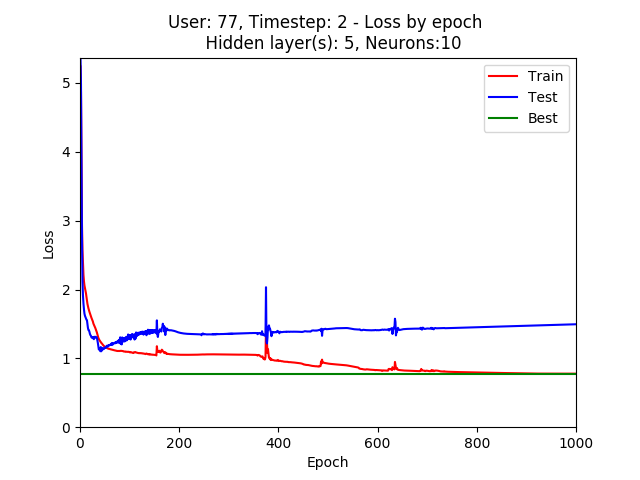 User: 77, Timestep: 2 - Loss by epoch
Hidden layer(s): 5, Neurons:10
Train
Test
Best
5
4
3
2
1
0
Loss
0
200
400
600
800
1000
Epoch